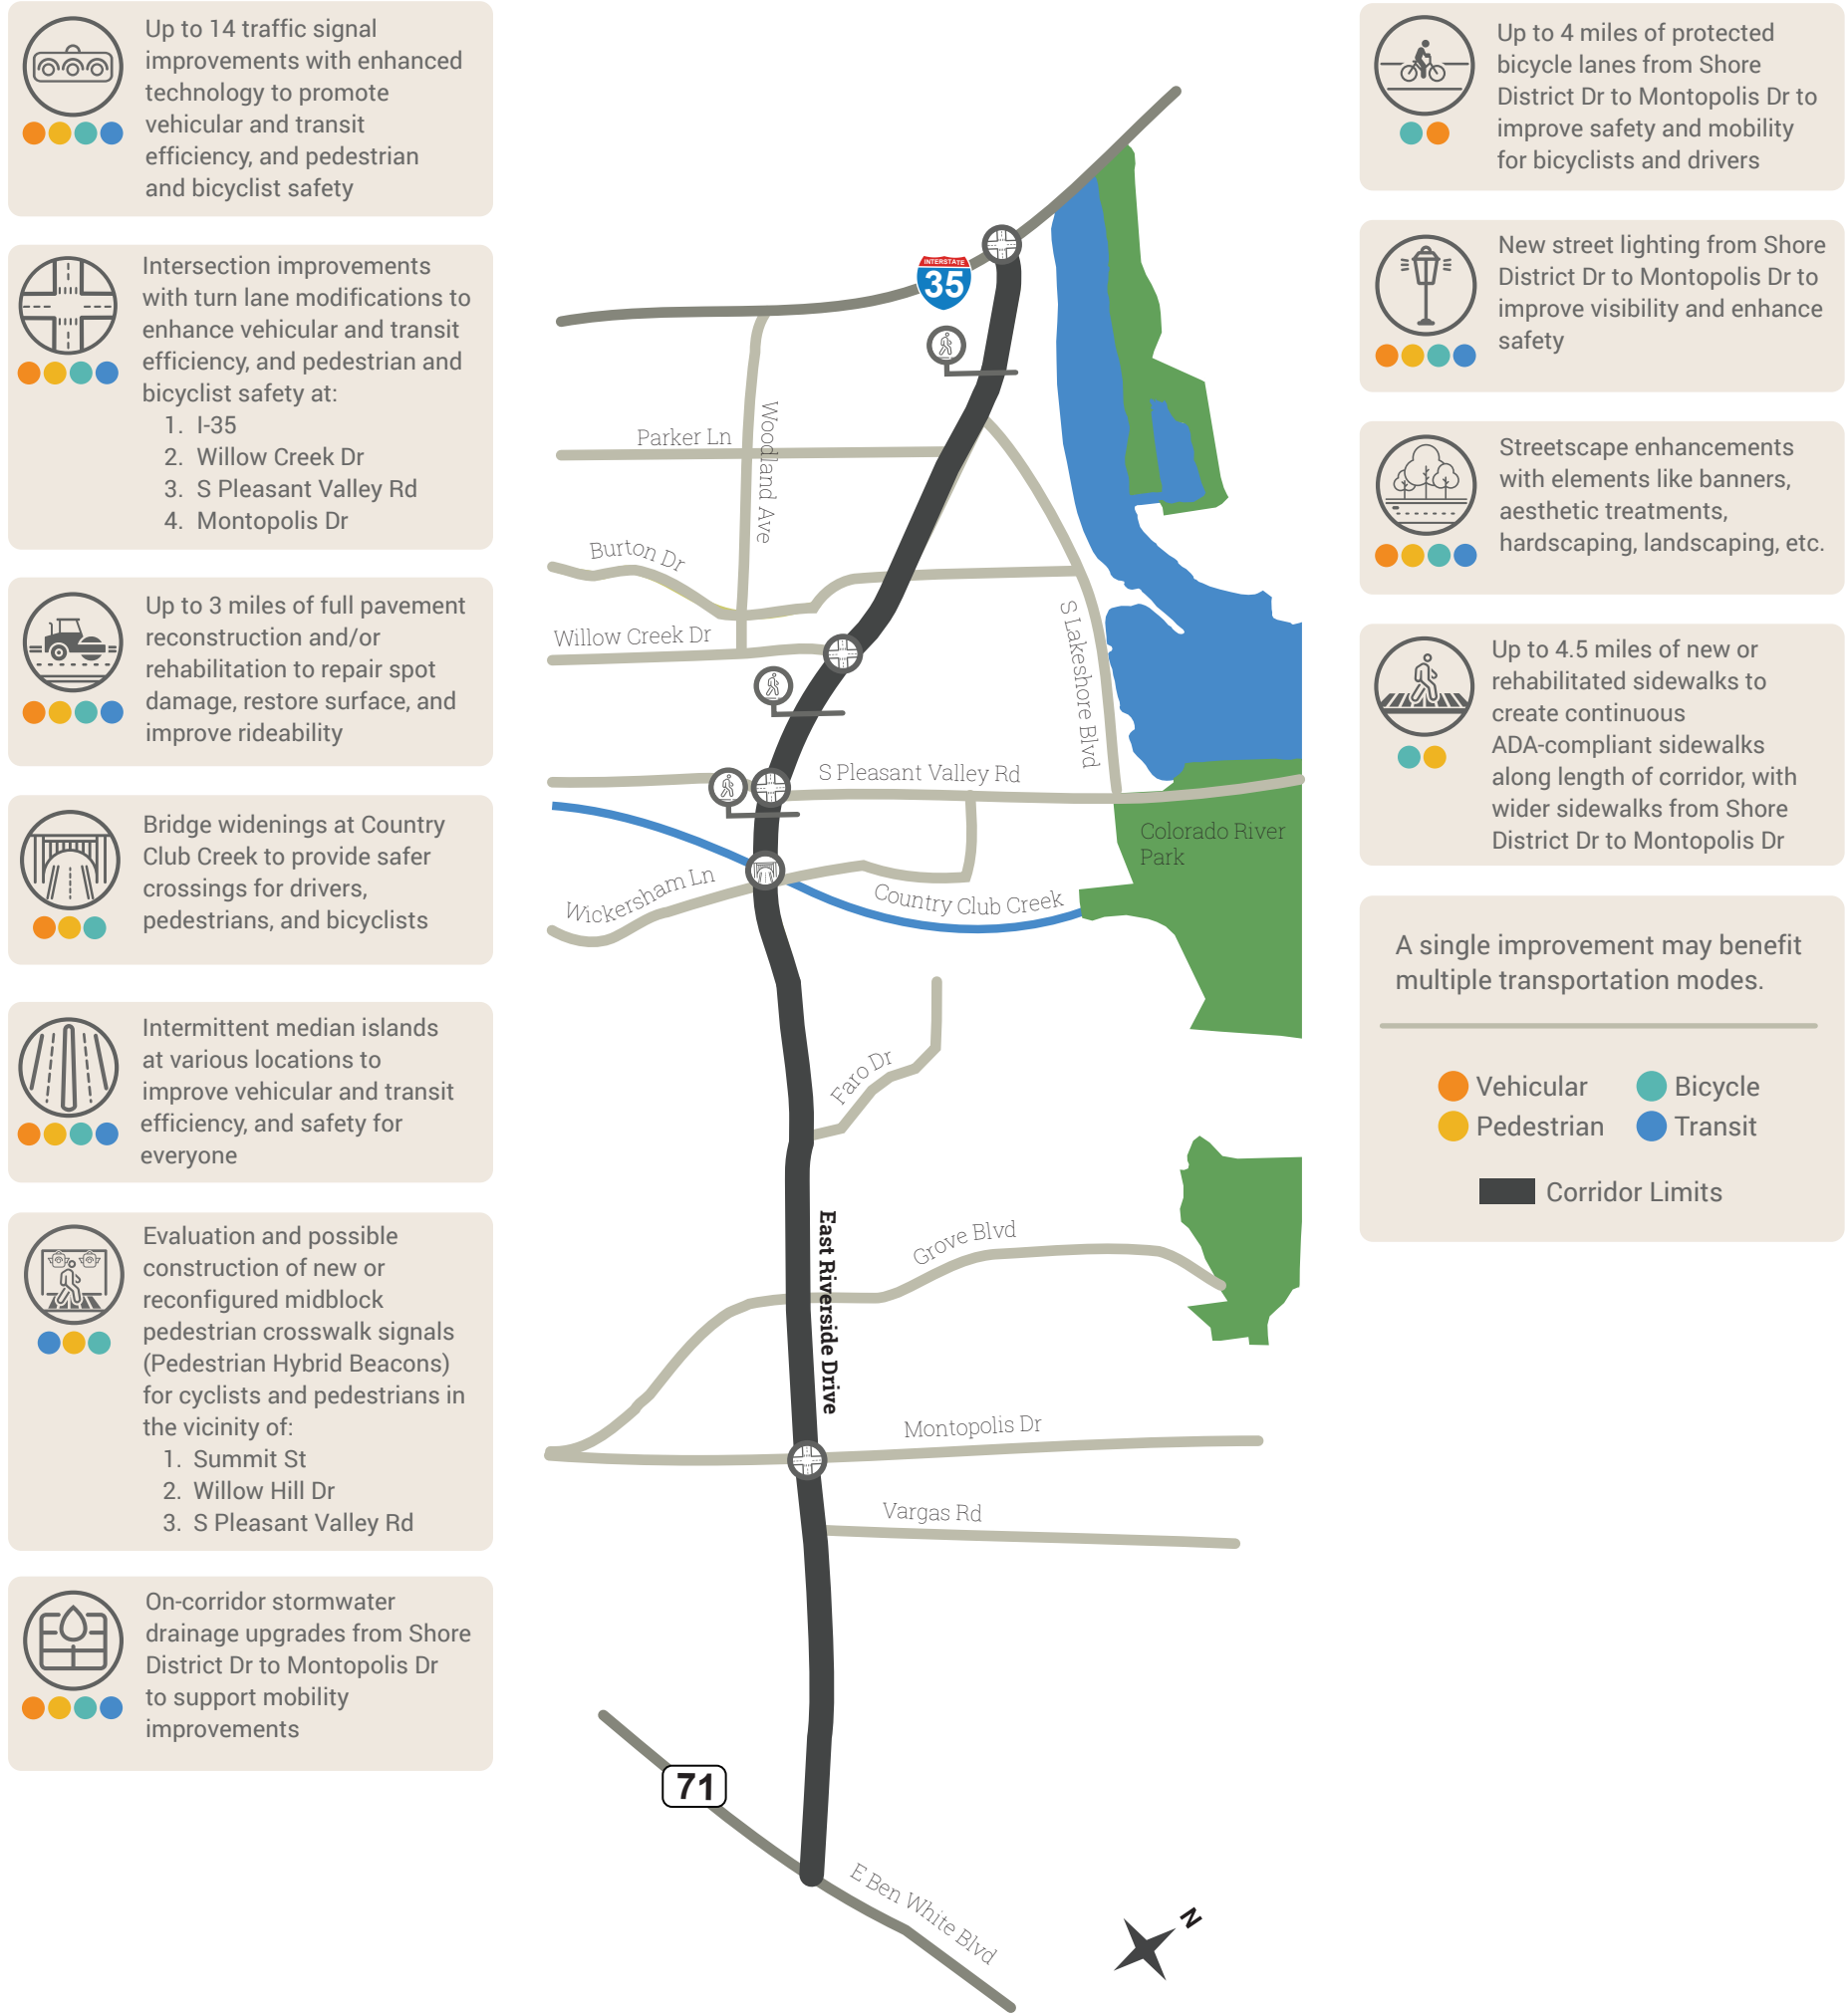 Up to 14 traffic signal
improvements with enhanced
technology to promote
vehicular and transit
efficiency, and pedestrian
and bicyclist safety
Intersection improvements
with turn lane modifications to
enhance vehicular and transit
efficiency, and pedestrian and
bicyclist safety at:
1. I-35
2. Willow Creek Dr
3. S Pleasant Valley Rd
4. Montopolis Dr
Up to 3 miles of full pavement
reconstruction and/or
rehabilitation to repair spot
damage, restore surface, and
improve rideability
Bridge widenings at Country
Club Creek to provide safer
crossings for drivers,
pedestrians, and bicyclists
Intermittent median islands
at various locations to
improve vehicular and transit
efficiency, and safety for
everyone
Evaluation and possible
construction of new or
reconfigured midblock
pedestrian crosswalk signals
(Pedestrian Hybrid Beacons)
for cyclists and pedestrians in
the vicinity of:
1. Summit St
2. Willow Hill Dr
3. S Pleasant Valley Rd
On-corridor stormwater
drainage upgrades from Shore
District Dr to Montopolis Dr
to support mobility
improvements
INTERSTATE
35
Parker Ln
Woodland Ave
Burton Dr
Willow Creek Dr
S Lakeshore Blvd
S Pleasant Valley Rd
Colorado River
Park
Wickersham Ln
Country Club Creek
Faro Dr
East Riverside Drive
Grove Blvd
Montopolis Dr
Vargas Rd
71
E Ben White Blvd
N
Up to 4 miles of protected
bicycle lanes from Shore
District Dr to Montopolis Dr to
improve safety and mobility
for bicyclists and drivers
New street lighting from Shore
District Dr to Montopolis Dr to
improve visibility and enhance
safety
Streetscape enhancements
with elements like banners,
aesthetic treatments,
hardscaping, landscaping, etc.
Up to 4.5 miles of new or
rehabilitated sidewalks to
create continuous
ADA-compliant sidewalks
along length of corridor, with
wider sidewalks from Shore
District Dr to Montopolis Dr
A single improvement may benefit
multiple transportation modes.
Vehicular
Bicycle
Pedestrian
Transit
Corridor Limits